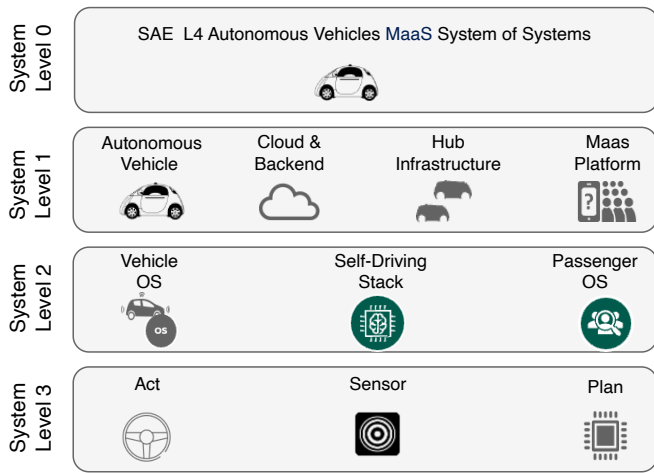 System
Level 0
SAE L4 Autonomous Vehicles MaaS System of Systems
System
Level 1
Autonomous
Vehicle
Cloud &
Backend
Hub
Infrastructure
Maas
Platform
?
System
Level 2
Vehicle
OS
OS
Self-Driving
Stack
Passenger
OS
System
Level 3
Act
Sensor
Plan